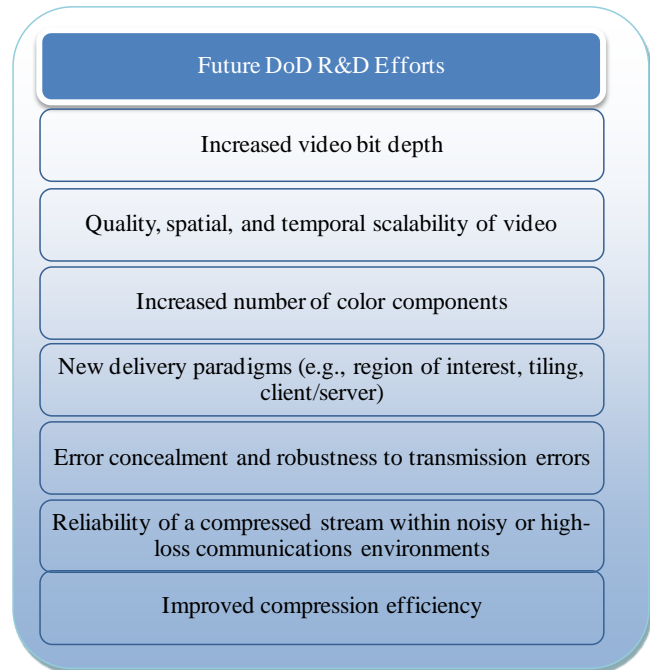 Future DoD R&D Efforts
Increased video bit depth
Quality, spatial, and temporal scalability of video
Increased number of color components
New delivery paradigms (e.g., region of interest, tiling,
client/server)
Error concealment and robustness to transmission errors
Reliability of a compressed stream within noisy or high-
loss communications environments
Improved compression efficiency